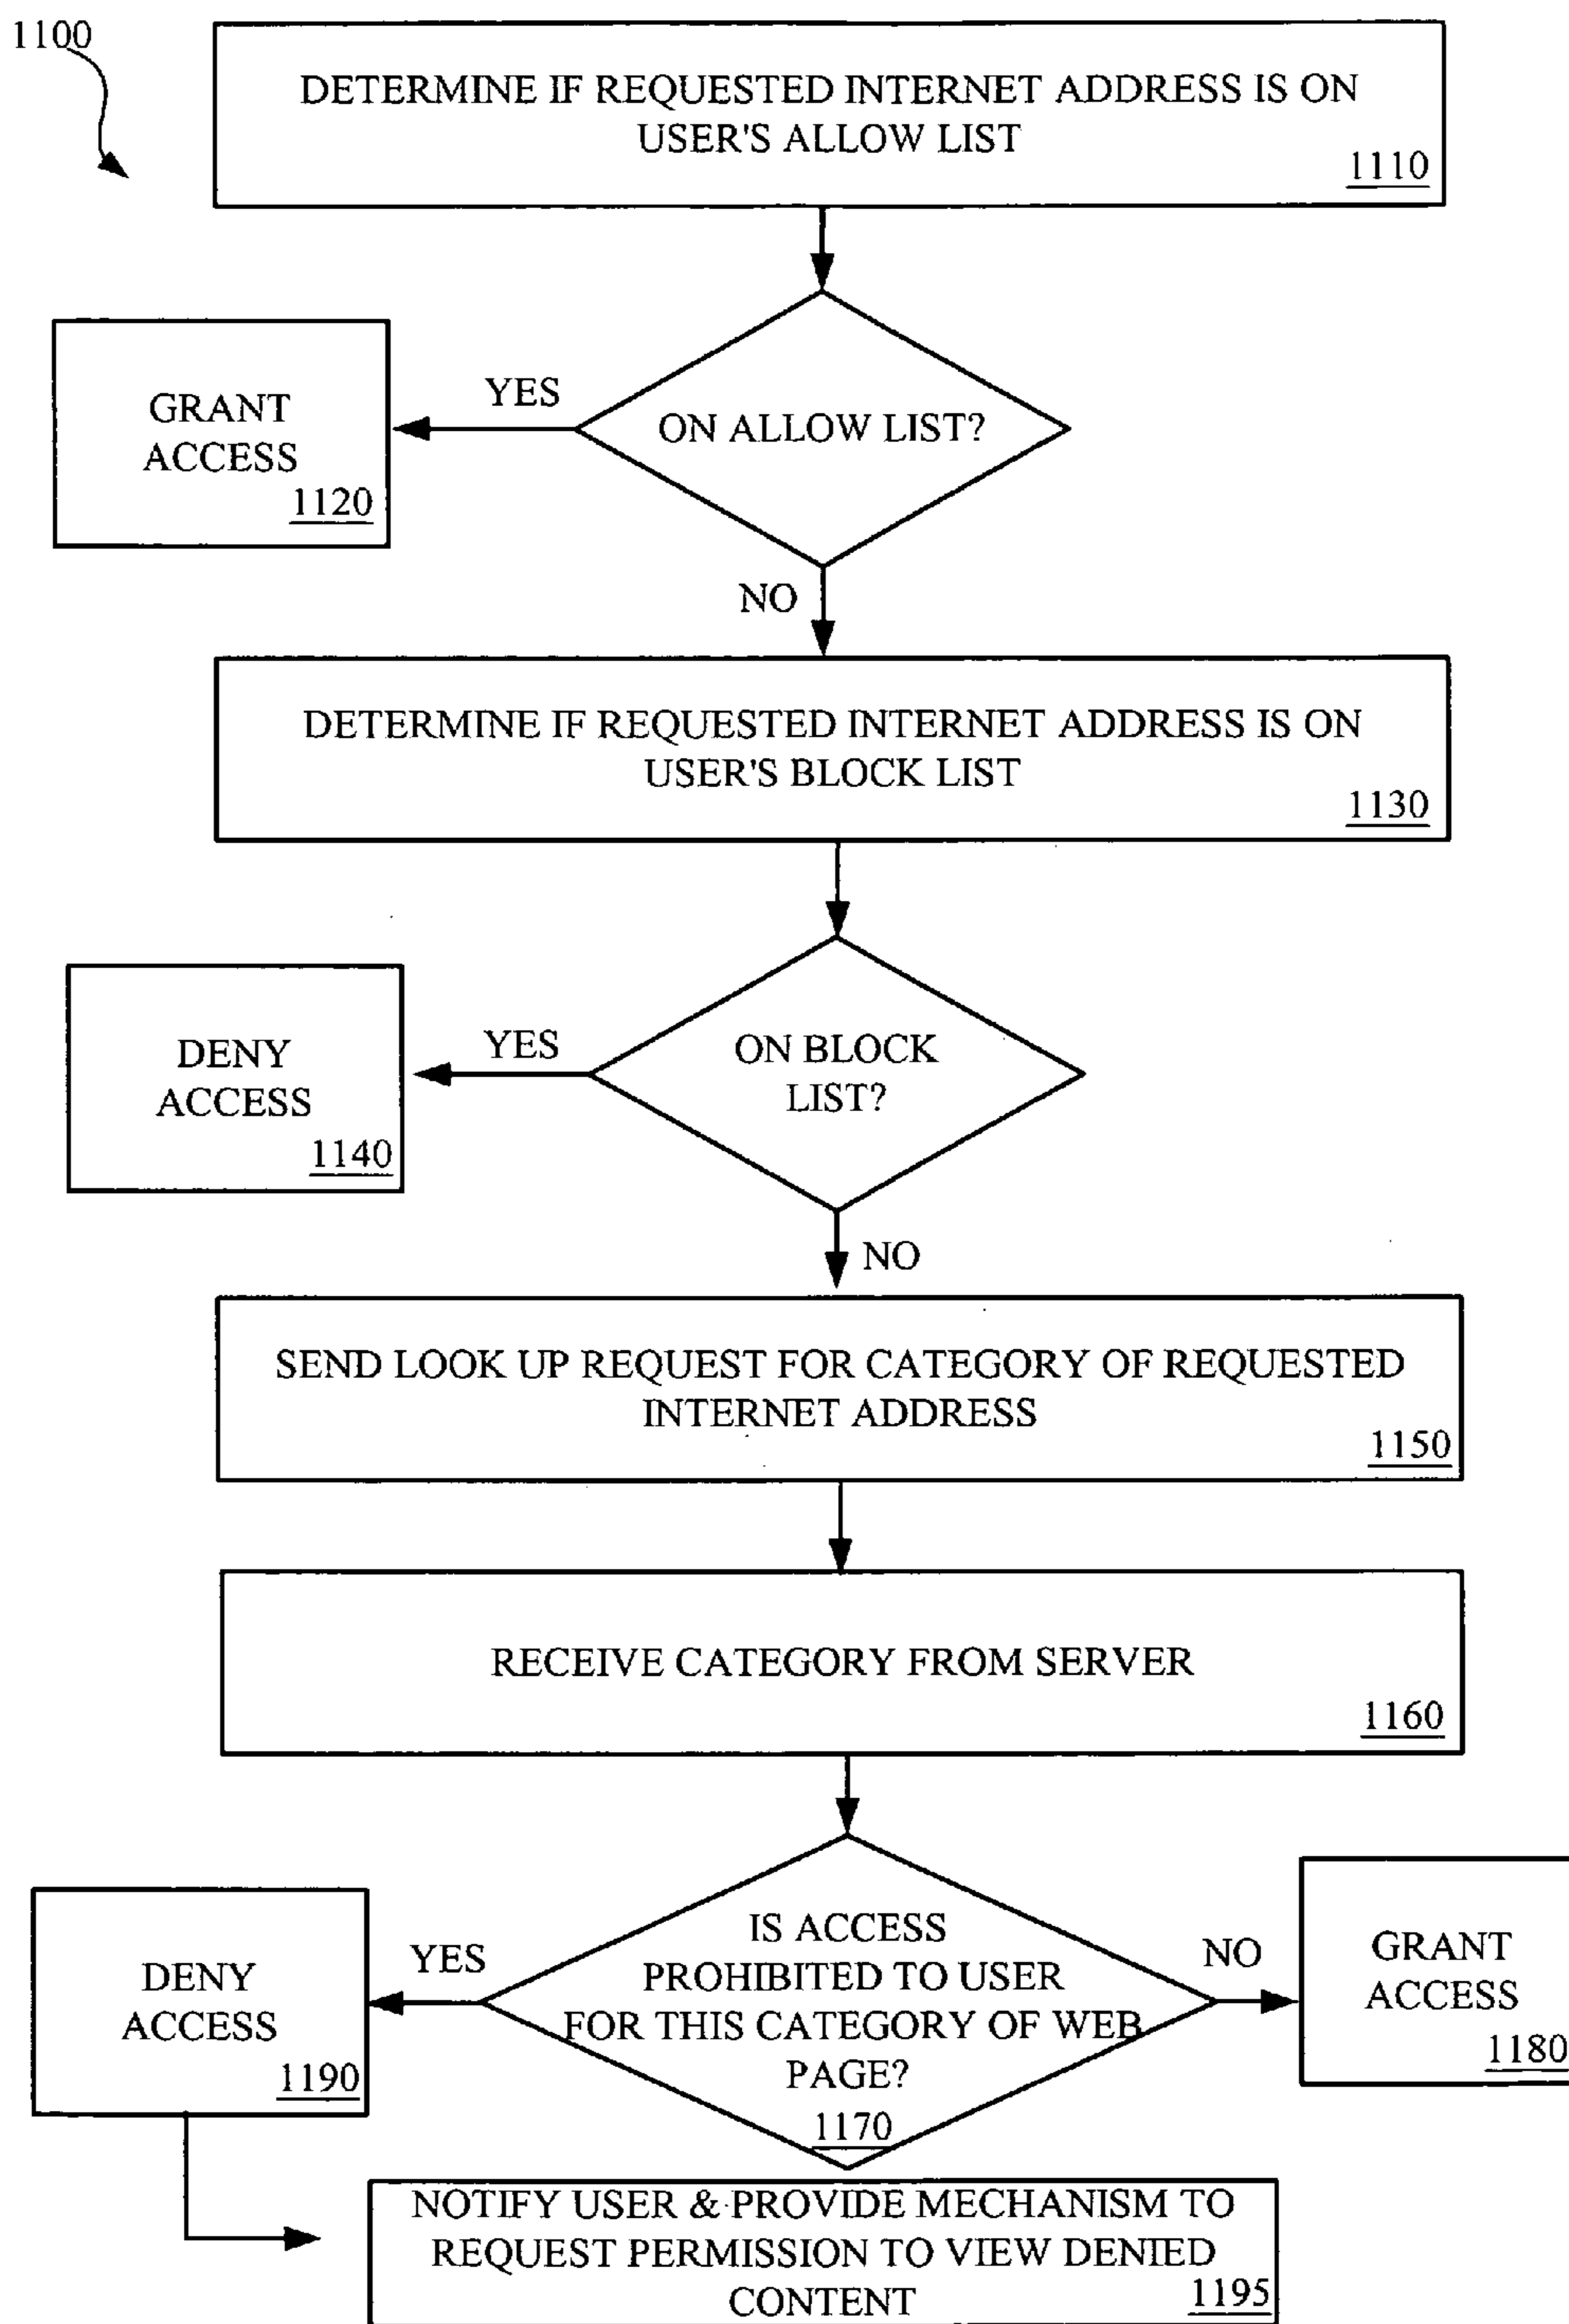 1100
DETERMINE IF REQUESTED INTERNET ADDRESS IS ON
USER'S ALLOW LIST
1110
YES
ON ALLOW LIST?
GRANT
ACCESS
1120
NO
DETERMINE IF REQUESTED INTERNET ADDRESS IS ON
USER'S BLOCK LIST
1130
YES
ON BLOCK
LIST?
DENY
ACCESS
1140
NO
SEND LOOK UP REQUEST FOR CATEGORY OF REQUESTED
INTERNET ADDRESS
1150
RECEIVE CATEGORY FROM SERVER
1160
IS ACCESS
PROHIBITED TO USER
FOR THIS CATEGORY OF WEB
PAGE?
1170
YES
DENY
ACCESS
1190
NO
GRANT
ACCESS
1180
NOTIFY USER & PROVIDE MECHANISM TO
REQUEST PERMISSION TO VIEW DENIED
CONTENT
1195